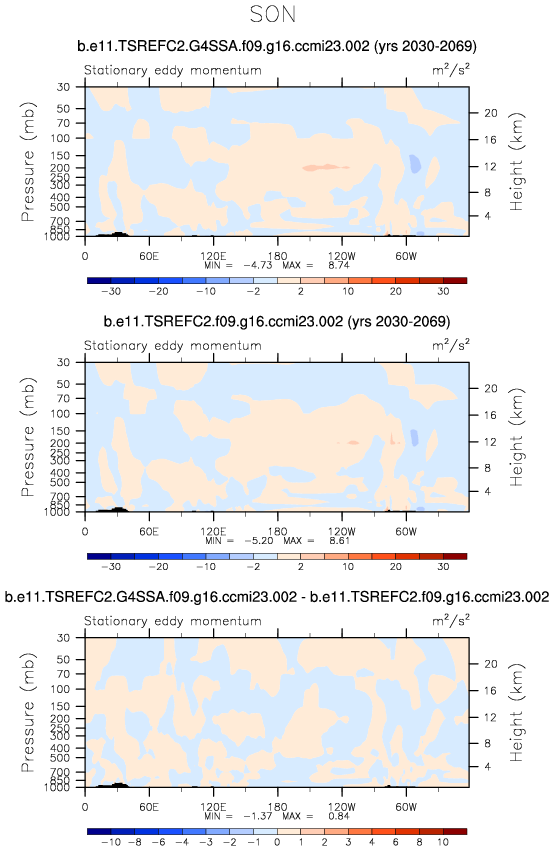 SON
b.e11.TSREFC2.G4SSA.f09.g16.ccmi23.002 (yrs 2030-2069)
Stationary eddy momentum m²/s²
Pressure (mb)
30
50
70
100
150
200
250
300
400
500
700
850
1000
Height (km)
20
16
12
8
4
0 60E 120E 180 120W 60W
MIN = -4.73 MAX = 8.74
-30 -20 -10 -2 2 10 20 30
b.e11.TSREFC2.f09.g16.ccmi23.002 (yrs 2030-2069)
Stationary eddy momentum m²/s²
Pressure (mb)
30
50
70
100
150
200
250
300
400
500
700
850
1000
Height (km)
20
16
12
8
4
0 60E 120E 180 120W 60W
MIN = -5.20 MAX = 8.61
-30 -20 -10 -2 2 10 20 30
b.e11.TSREFC2.G4SSA.f09.g16.ccmi23.002 - b.e11.TSREFC2.f09.g16.ccmi23.002
Stationary eddy momentum m²/s²
Pressure (mb)
30
50
70
100
150
200
250
300
400
500
700
850
1000
Height (km)
20
16
12
8
4
0 60E 120E 180 120W 60W
MIN = -1.37 MAX = 0.84
-10 -8 -6 -4 -2 -1 0 1 2 4 6 8 10